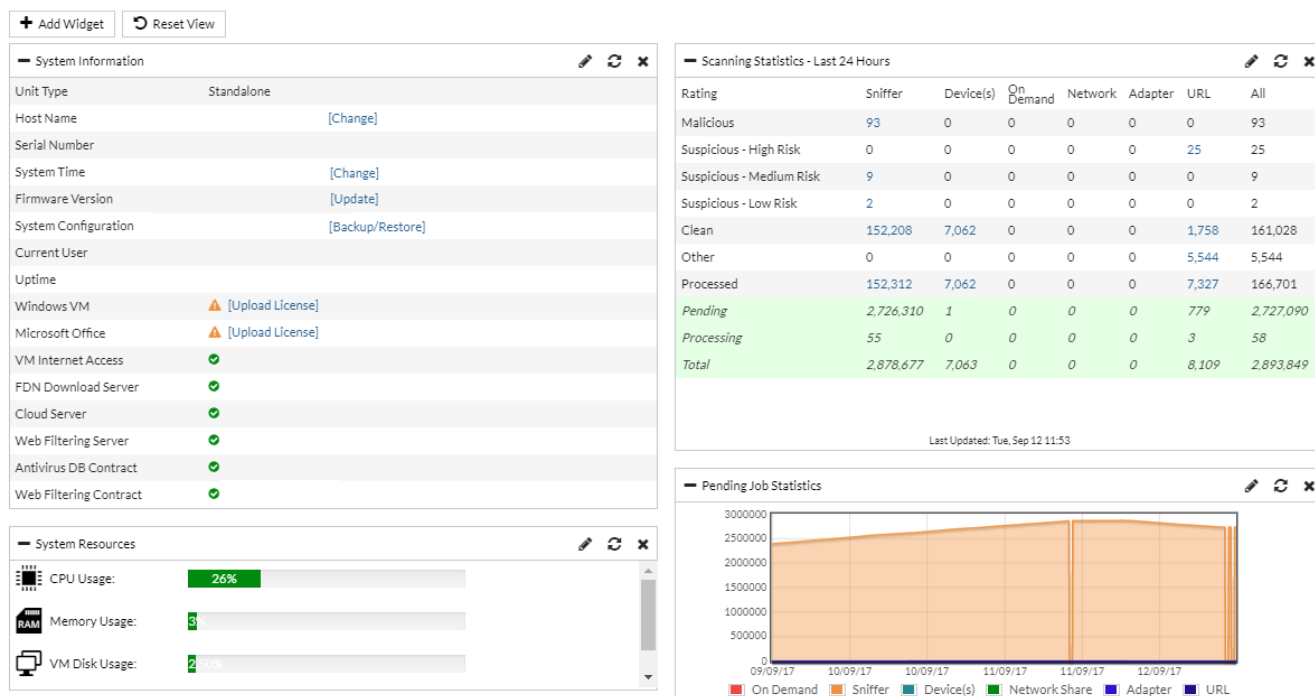 + Add Widget Reset View
System Information
Unit Type Standalone
Host Name [Change]
Serial Number
System Time [Change]
Firmware Version [Update]
System Configuration [Backup/Restore]
Current User
Uptime
Windows VM [Upload License]
Microsoft Office [Upload License]
VM Internet Access
FDN Download Server
Cloud Server
Web Filtering Server
Antivirus DB Contract
Web Filtering Contract
System Resources
CPU Usage: 26%
RAM Memory Usage: 3%
VM Disk Usage: 2.50%
Scanning Statistics - Last 24 Hours
Rating Sniffer Device(s) On Demand Network Adapter URL All
Malicious 93 0 0 0 0 0 93
Suspicious - High Risk 0 0 0 0 0 25 25
Suspicious - Medium Risk 9 0 0 0 0 0 9
Suspicious - Low Risk 2 0 0 0 0 0 2
Clean 152,208 7,062 0 0 0 1,758 161,028
Other 0 0 0 0 0 5,544 5,544
Processed 152,312 7,062 0 0 0 7,327 166,701
Pending 2,726,310 1 0 0 0 779 2,727,090
Processing 55 0 0 0 0 3 58
Total 2,878,677 7,063 0 0 0 8,109 2,893,849
Last Updated: Tue, Sep 12 11:53
Pending Job Statistics
3000000
2500000
2000000
1500000
1000000
500000
0
09/09/17 10/09/17 10/09/17 11/09/17 11/09/17 12/09/17
On Demand Sniffer Device(s) Network Share Adapter URL